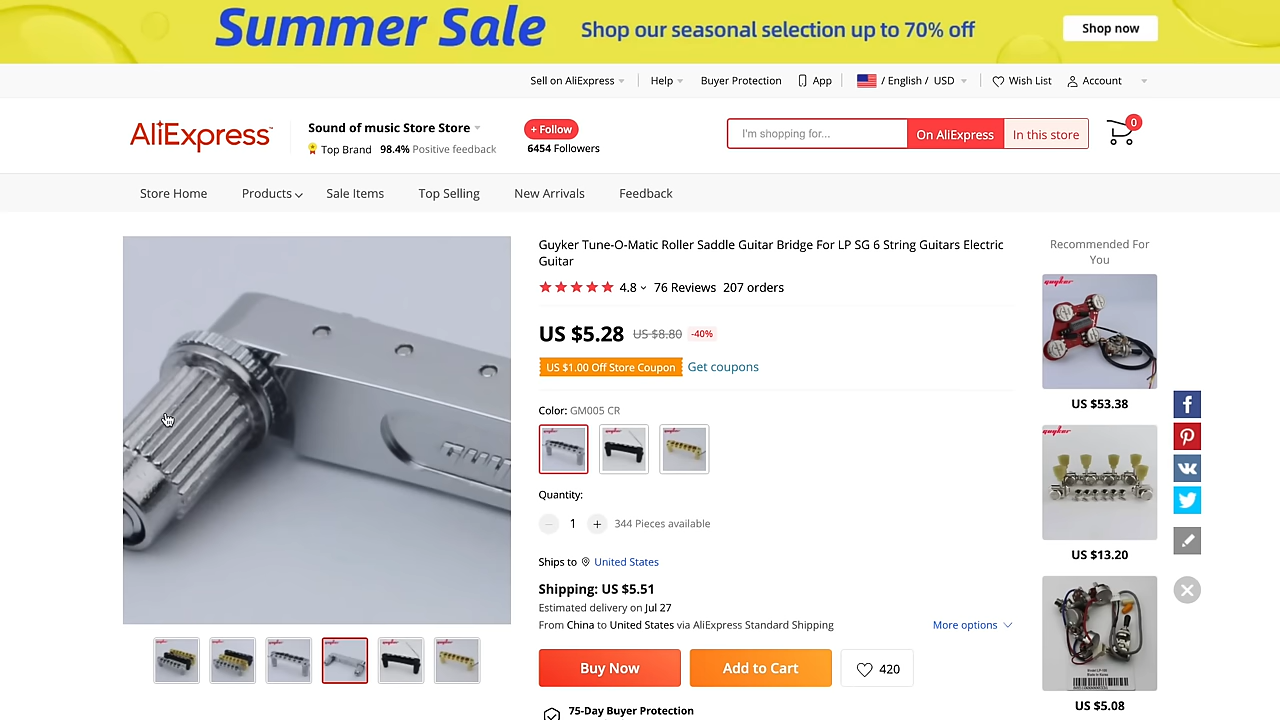 Summer Sale
Shop our seasonal selection up to 70% off
Shop now
Sell on AliExpress
Help
Buyer Protection
App
/ English / USD
Wish List
Account
AliExpress
Sound of music Store Store
Top Brand 98.4% Positive feedback
+ Follow
6454 Followers
I'm shopping for...
On AliExpress
In this store
0
Store Home
Products
Sale Items
Top Selling
New Arrivals
Feedback
Guyker Tune-O-Matic Roller Saddle Guitar Bridge For LP SG 6 String Guitars Electric
Guitar
4.8
76 Reviews
207 orders
US $5.28
US $8.80
-40%
US $1.00 Off Store Coupon
Get coupons
Color: GM005 CR
Quantity:
1
344 Pieces available
Ships to United States
Shipping: US $5.51
Estimated delivery on Jul 27
From China to United States via AliExpress Standard Shipping
More options
Buy Now
Add to Cart
420
75-Day Buyer Protection
Recommended For
You
guyker
US $53.38
guyker
US $13.20
US $5.08